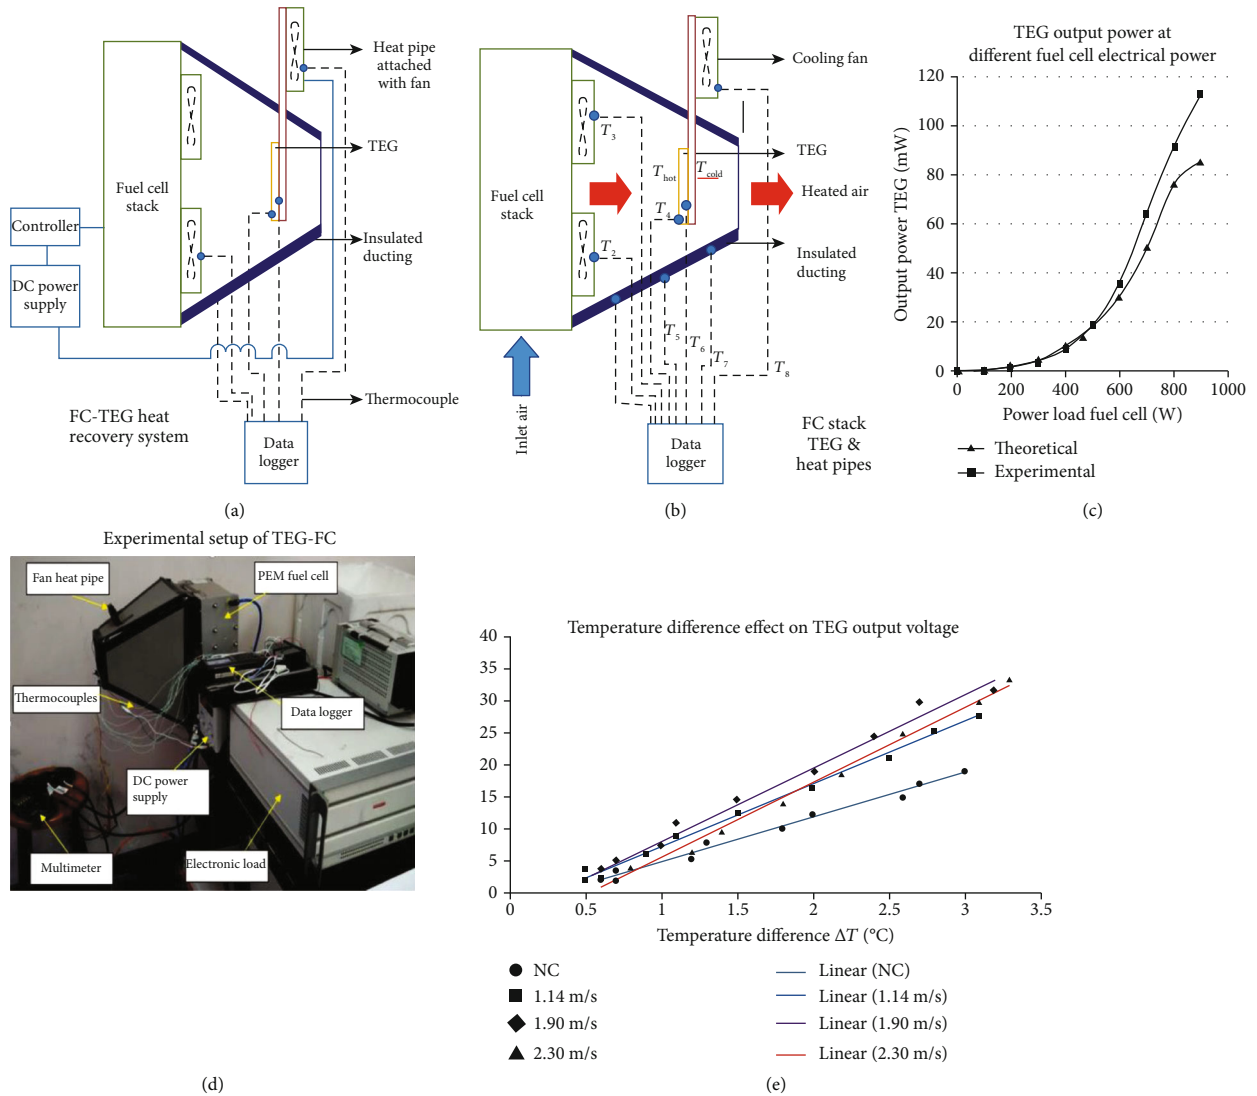 Heat pipe
attached
with fan
TEG
Fuel cell
stack
Controller
DC power
supply
Insulated
ducting
Thermocouple
FC-TEG heat
recovery system
Data
logger
(a)
Cooling fan
T3
TEG
Thot
Tcold
Fuel cell
stack
Heated air
T4
T2
Insulated
ducting
T5
T6
T7
T8
Inlet air
FC stack
TEG &
heat pipes
Data
logger
(b)
TEG output power at
different fuel cell electrical power
120
100
80
60
40
20
0
Output power TEG (mW)
0
200
400
600
800
1000
Power load fuel cell (W)
Theoretical
Experimental
(c)
Experimental setup of TEG-FC
Fan heat pipe
PEM fuel cell
Thermocouples
Data logger
DC power
supply
Multimeter
Electronic load
(d)
Temperature difference effect on TEG output voltage
40
35
30
25
20
15
10
5
0
0
0.5
1
1.5
2
2.5
3
3.5
Temperature difference ΔT (°C)
NC
1.14 m/s
1.90 m/s
2.30 m/s
Linear (NC)
Linear (1.14 m/s)
Linear (1.90 m/s)
Linear (2.30 m/s)
(e)